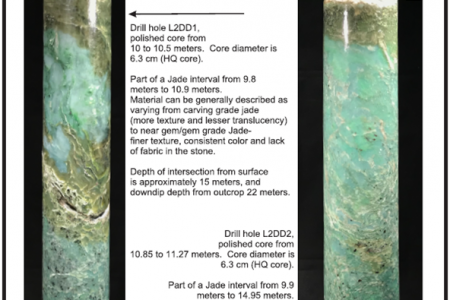 Drill hole L2DD1,
polished core from
10 to 10.5 meters. Core diameter is
6.3 cm (HQ core).
Part of a Jade interval from 9.8
meters to 10.9 meters.
Material can be generally described as
varying from carving grade jade
(more texture and lesser translucency)
to near gem/gem grade Jade-
finer texture, consistent color and lack
of fabric in the stone.
Depth of intersection from surface
is approximately 15 meters, and
downdip depth from outcrop 22 meters.
Drill hole L2DD2,
polished core from
10.85 to 11.27 meters. Core diameter is
6.3 cm (HQ core).
Part of a Jade interval from 9.9
meters to 14.95 meters.